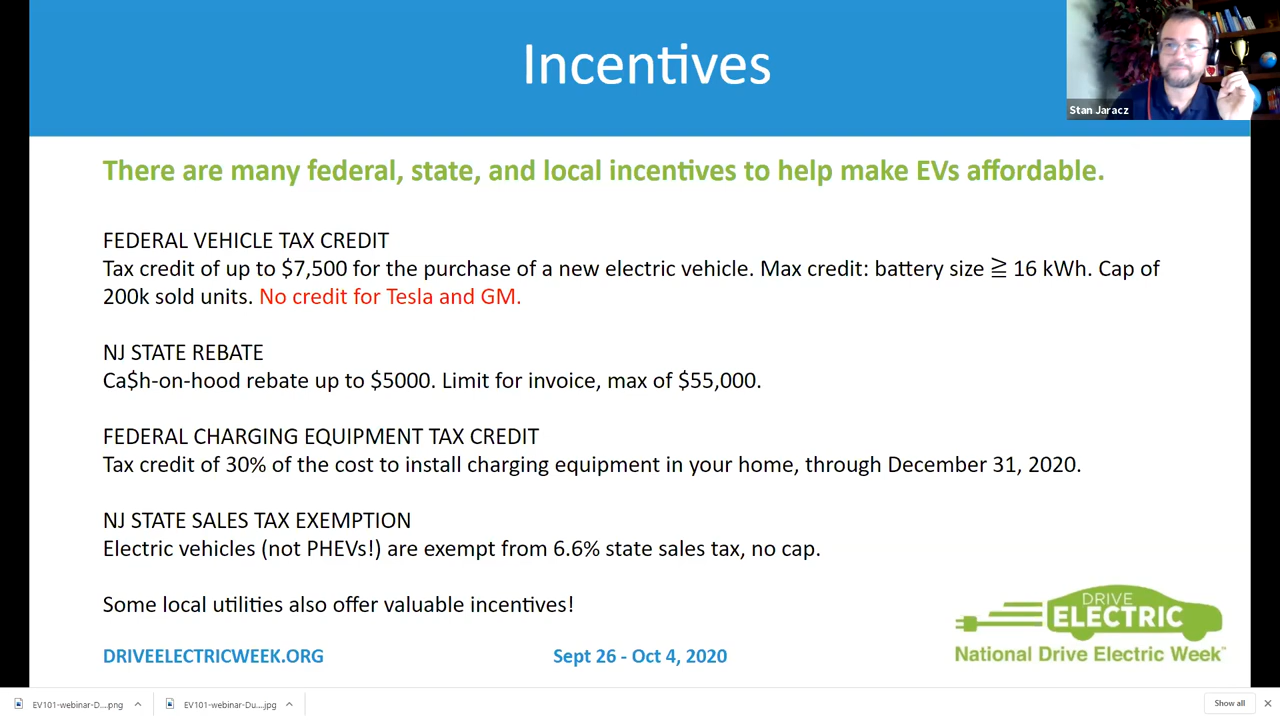 Incentives
Stan Jaracz
There are many federal, state, and local incentives to help make EVs affordable.
FEDERAL VEHICLE TAX CREDIT
Tax credit of up to $7,500 for the purchase of a new electric vehicle. Max credit: battery size ≧ 16 kWh. Cap of
200k sold units. No credit for Tesla and GM.
NJ STATE REBATE
Ca$h-on-hood rebate up to $5000. Limit for invoice, max of $55,000.
FEDERAL CHARGING EQUIPMENT TAX CREDIT
Tax credit of 30% of the cost to install charging equipment in your home, through December 31, 2020.
NJ STATE SALES TAX EXEMPTION
Electric vehicles (not PHEVs!) are exempt from 6.6% state sales tax, no cap.
Some local utilities also offer valuable incentives!
DRIVE
ELECTRIC
National Drive Electric Week™
DRIVEELECTRICWEEK.ORG
Sept 26 - Oct 4, 2020
EV101-webinar-D....png
EV101-webinar-Du....jpg
Show all